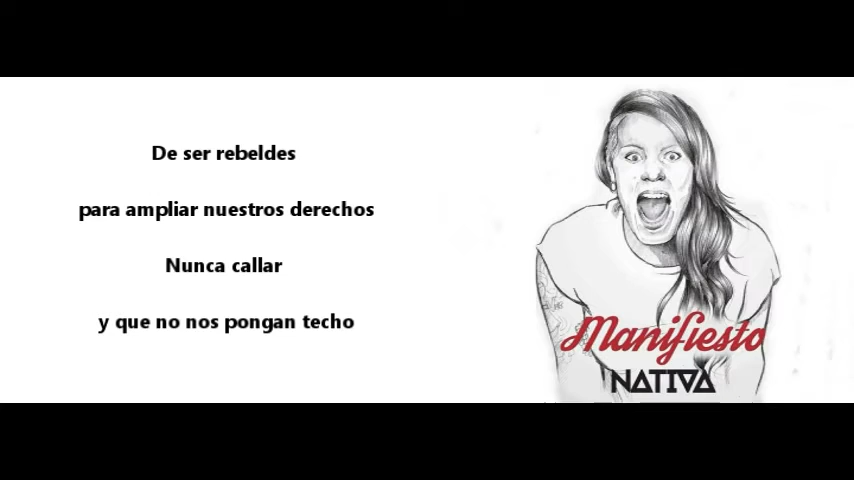 De ser rebeldes
para ampliar nuestros derechos
Nunca callar
y que no nos pongan techo
Manifiesto
NATIVA